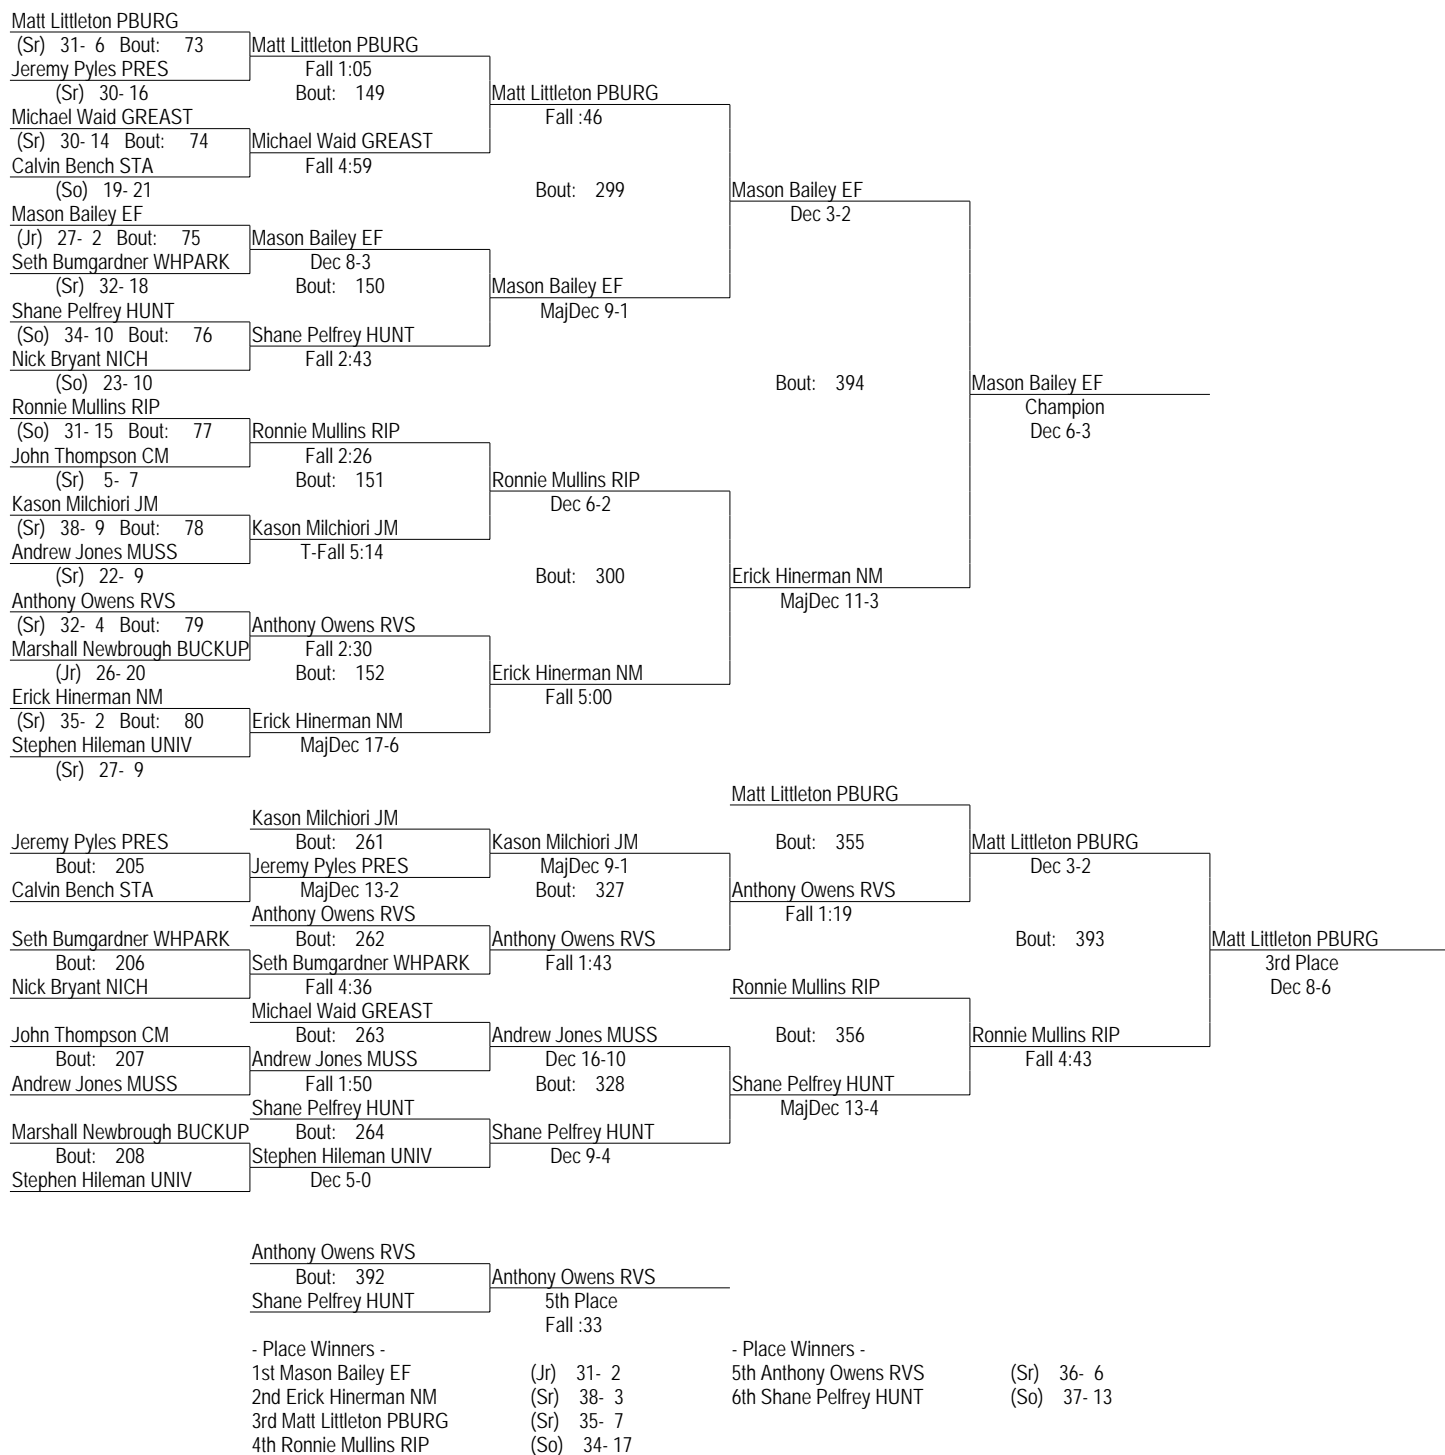 Matt Littleton PBURG
(Sr) 31- 6 Bout: 73 Matt Littleton PBURG
Jeremy Pyles PRES Fall 1:05
(Sr) 30- 16 Bout: 149 Matt Littleton PBURG
Michael Waid GREAST Fall :46
(Sr) 30- 14 Bout: 74 Michael Waid GREAST
Calvin Bench STA Fall 4:59
(So) 19- 21 Bout: 299 Mason Bailey EF
Mason Bailey EF Dec 3-2
(Jr) 27- 2 Bout: 75 Mason Bailey EF
Seth Bumgardner WHPARK Dec 8-3
(Sr) 32- 18 Bout: 150 Mason Bailey EF
Shane Pelfrey HUNT MajDec 9-1
(So) 34- 10 Bout: 76 Shane Pelfrey HUNT
Nick Bryant NICH Fall 2:43
(So) 23- 10 Bout: 394 Mason Bailey EF
Ronnie Mullins RIP Champion
(So) 31- 15 Bout: 77 Ronnie Mullins RIP Dec 6-3
John Thompson CM Fall 2:26
(Sr) 5- 7 Bout: 151 Ronnie Mullins RIP
Kason Milchiori JM Dec 6-2
(Sr) 38- 9 Bout: 78 Kason Milchiori JM
Andrew Jones MUSS T-Fall 5:14
(Sr) 22- 9 Bout: 300 Erick Hinerman NM
Anthony Owens RVS MajDec 11-3
(Sr) 32- 4 Bout: 79 Anthony Owens RVS
Marshall Newbrough BUCKUP Fall 2:30
(Jr) 26- 20 Bout: 152 Erick Hinerman NM
Erick Hinerman NM Fall 5:00
(Sr) 35- 2 Bout: 80 Erick Hinerman NM
Stephen Hileman UNIV MajDec 17-6
(Sr) 27- 9
Matt Littleton PBURG
Kason Milchiori JM
Jeremy Pyles PRES Bout: 261 Kason Milchiori JM Bout: 355 Matt Littleton PBURG
Bout: 205 Jeremy Pyles PRES MajDec 9-1 Dec 3-2
Calvin Bench STA MajDec 13-2 Bout: 327 Anthony Owens RVS
Anthony Owens RVS Fall 1:19
Seth Bumgardner WHPARK Bout: 262 Anthony Owens RVS Bout: 393 Matt Littleton PBURG
Bout: 206 Seth Bumgardner WHPARK Fall 1:43 3rd Place
Nick Bryant NICH Fall 4:36 Ronnie Mullins RIP Dec 8-6
Michael Waid GREAST
John Thompson CM Bout: 263 Andrew Jones MUSS Bout: 356 Ronnie Mullins RIP
Bout: 207 Andrew Jones MUSS Dec 16-10 Fall 4:43
Andrew Jones MUSS Fall 1:50 Bout: 328 Shane Pelfrey HUNT
Shane Pelfrey HUNT MajDec 13-4
Marshall Newbrough BUCKUP Bout: 264 Shane Pelfrey HUNT
Bout: 208 Stephen Hileman UNIV Dec 9-4
Stephen Hileman UNIV Dec 5-0
Anthony Owens RVS
Bout: 392 Anthony Owens RVS
Shane Pelfrey HUNT 5th Place
Fall :33
- Place Winners - - Place Winners -
1st Mason Bailey EF (Jr) 31- 2 5th Anthony Owens RVS (Sr) 36- 6
2nd Erick Hinerman NM (Sr) 38- 3 6th Shane Pelfrey HUNT (So) 37- 13
3rd Matt Littleton PBURG (Sr) 35- 7
4th Ronnie Mullins RIP (So) 34- 17